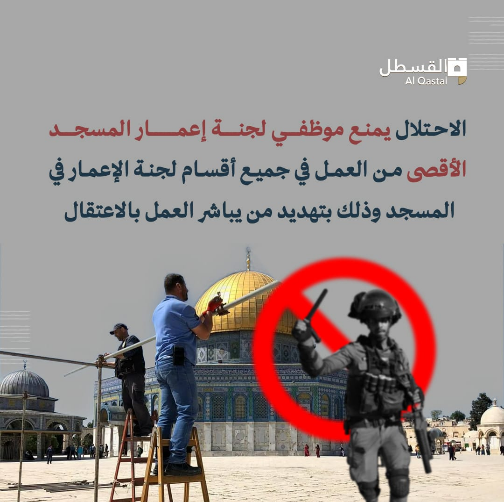 القسطل
Al Qastal
الاحتلال يمنع موظفي لجنة إعمار المسجد
الأقصى من العمل في جميع أقسام لجنة الإعمار في
المسجد وذلك بتهديد من يباشر العمل بالاعتقال